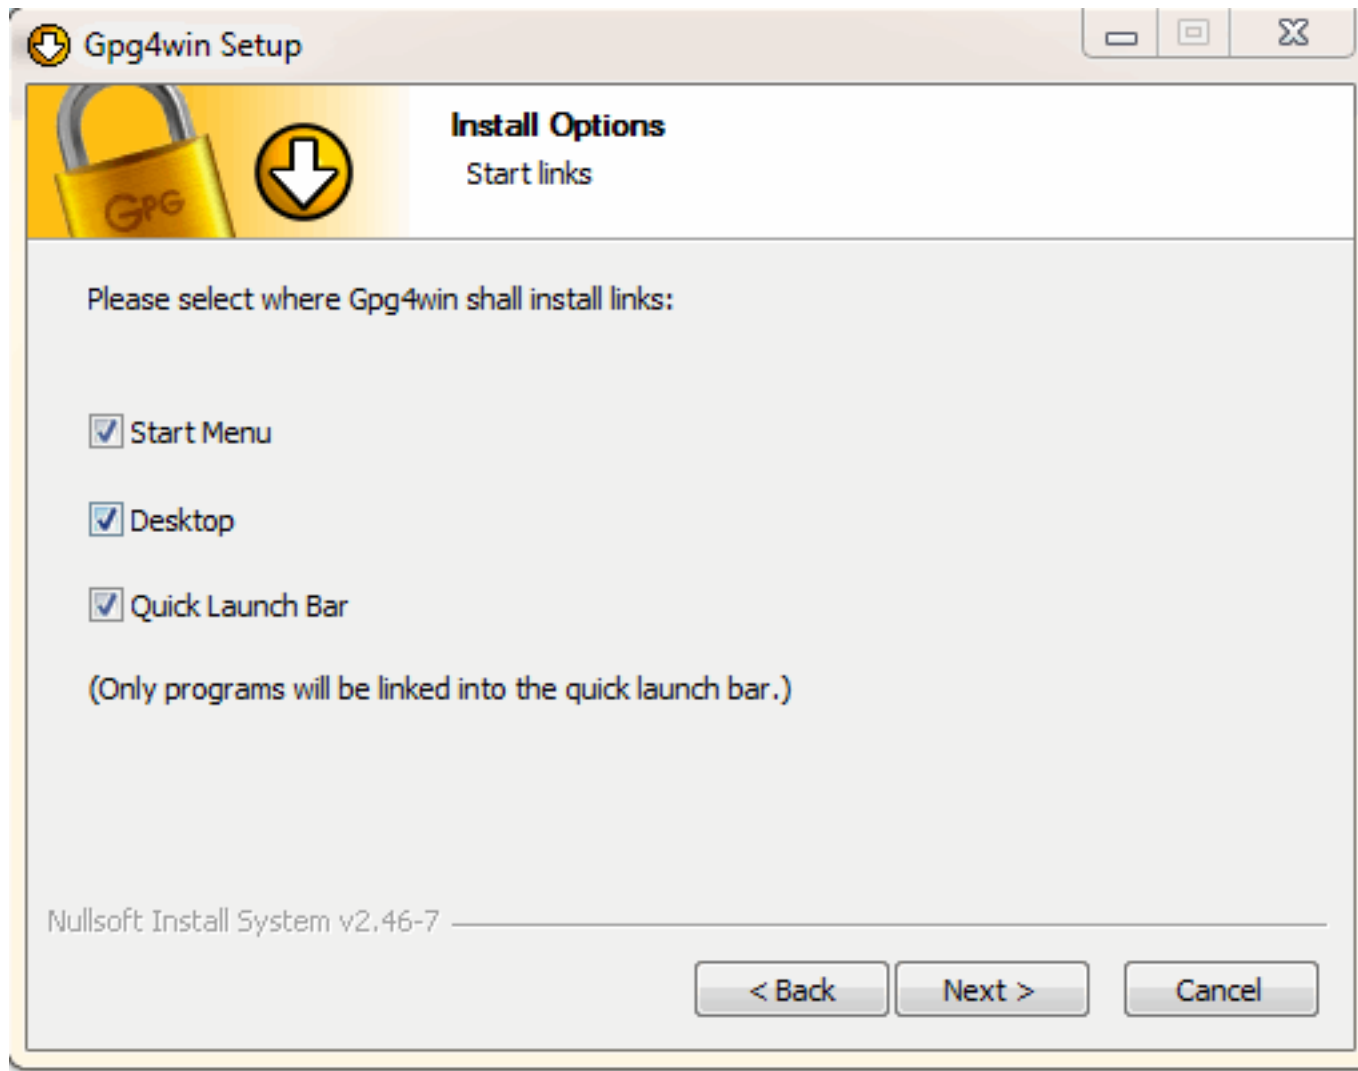 Gpg4win Setup
Install Options
Start links
GPG
Please select where Gpg4win shall install links:
Start Menu
Desktop
Quick Launch Bar
(Only programs will be linked into the quick launch bar.)
Nullsoft Install System v2.46-7
< Back
Next >
Cancel